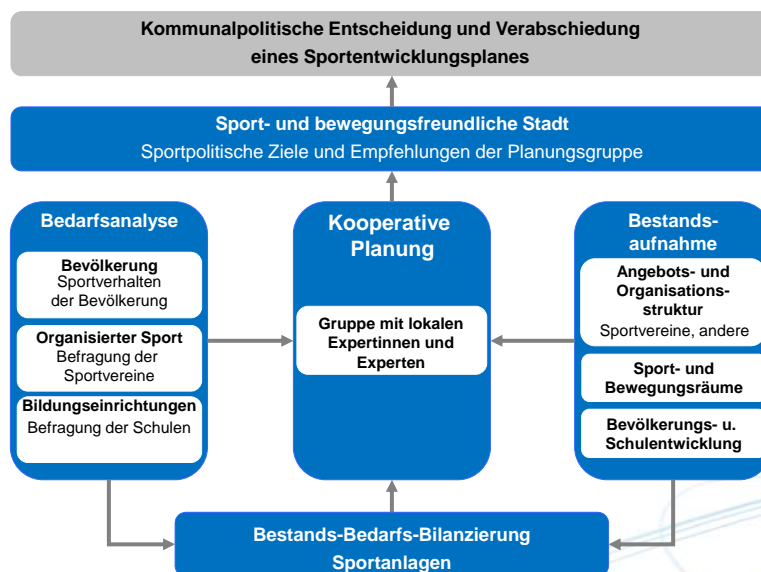 Kommunalpolitische Entscheidung und Verabschiedung
eines Sportentwicklungsplanes
Sport- und bewegungsfreundliche Stadt
Sportpolitische Ziele und Empfehlungen der Planungsgruppe
Bedarfsanalyse
Bevölkerung
Sportverhalten
der Bevölkerung
Organisierter Sport
Befragung der
Sportvereine
Bildungseinrichtungen
Befragung der Schulen
Kooperative
Planung
Gruppe mit lokalen
Expertinnen und
Experten
Bestands-
aufnahme
Angebots- und
Organisations-
struktur
Sportvereine, andere
Sport- und
Bewegungsräume
Bevölkerungs- u.
Schulentwicklung
Bestands-Bedarfs-Bilanzierung
Sportanlagen